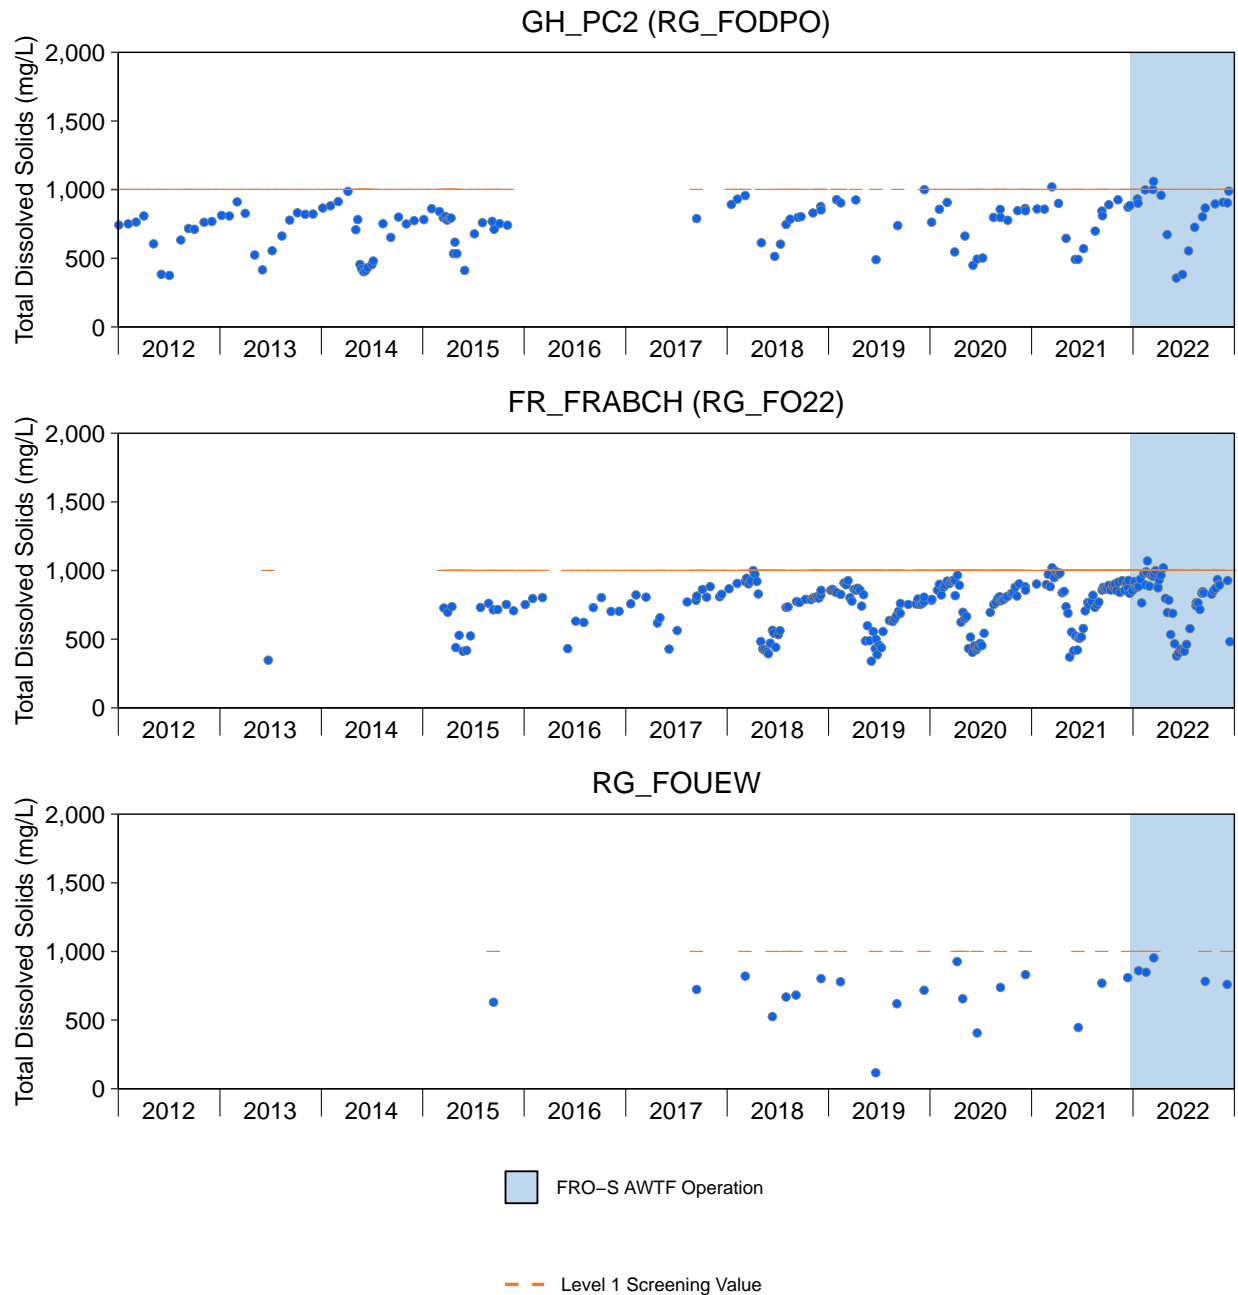 GH_PC2 (RG_FODPO)
Total Dissolved Solids (mg/L)
2,000
1,500
1,000
500
0
2012 2013 2014 2015 2016 2017 2018 2019 2020 2021 2022
FR_FRABCH (RG_FO22)
Total Dissolved Solids (mg/L)
2,000
1,500
1,000
500
0
2012 2013 2014 2015 2016 2017 2018 2019 2020 2021 2022
RG_FOUEW
Total Dissolved Solids (mg/L)
2,000
1,500
1,000
500
0
2012 2013 2014 2015 2016 2017 2018 2019 2020 2021 2022
FRO−S AWTF Operation
Level 1 Screening Value